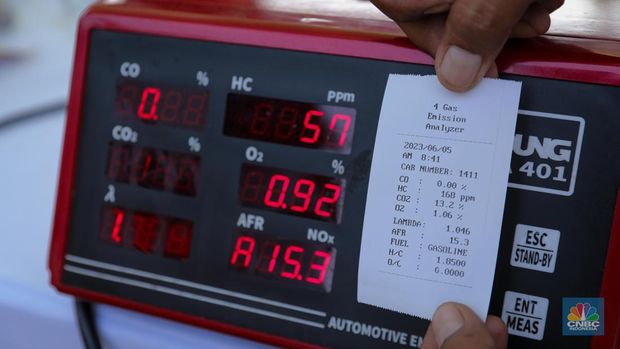 CO %
0.
HC ppm
57
CO2 %
O2 %
0.92
λ
AFR NOx
A15.3
AUTOMOTIVE
4 Gas
Emission
Analyzer
2023/06/05
AM 8:41
CAR NUMBER: 1411
CO : 0.00 %
HC : 168 ppm
CO2 : 13.2 %
O2 : 1.06 %
LAMBDA: 1.046
AFR : 15.3
FUEL : GASOLINE
H/C : 1.8500
O/C : 0.0000
UNG
401
ESC
STAND-BY
ENT
MEAS
CNBC
INDONESIA